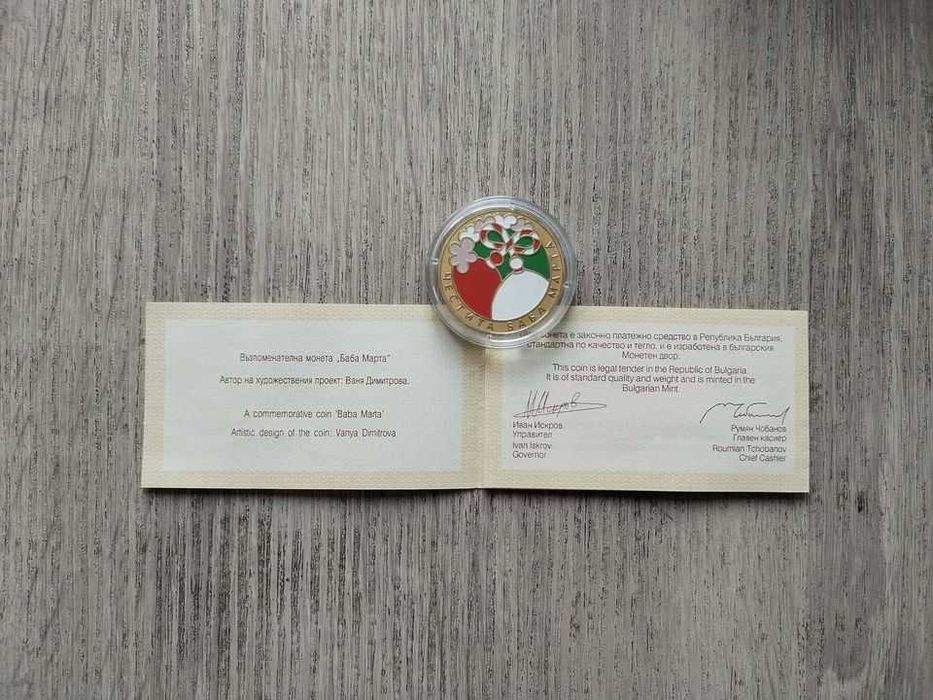 ЧЕСТИТА БАБА МАРТА
Възпоменателна монета „Баба Марта"
Автор на художествения проект: Ваня Димитрова.
A commemorative coin 'Baba Marta'
Artistic design of the coin: Vanya Dimitrova
монета е законно платежно средство в Република България,
стандартна по качество и тегло, и е изработена в българския
Монетен двор.
This coin is legal tender in the Republic of Bulgaria.
It is of standard quality and weight and is minted in the
Bulgarian Mint.
Иван Искров
Управител
Ivan Iskrov
Governor
Румян Чобанов
Главен касиер
Roumian Tchobanov
Chief Cashier